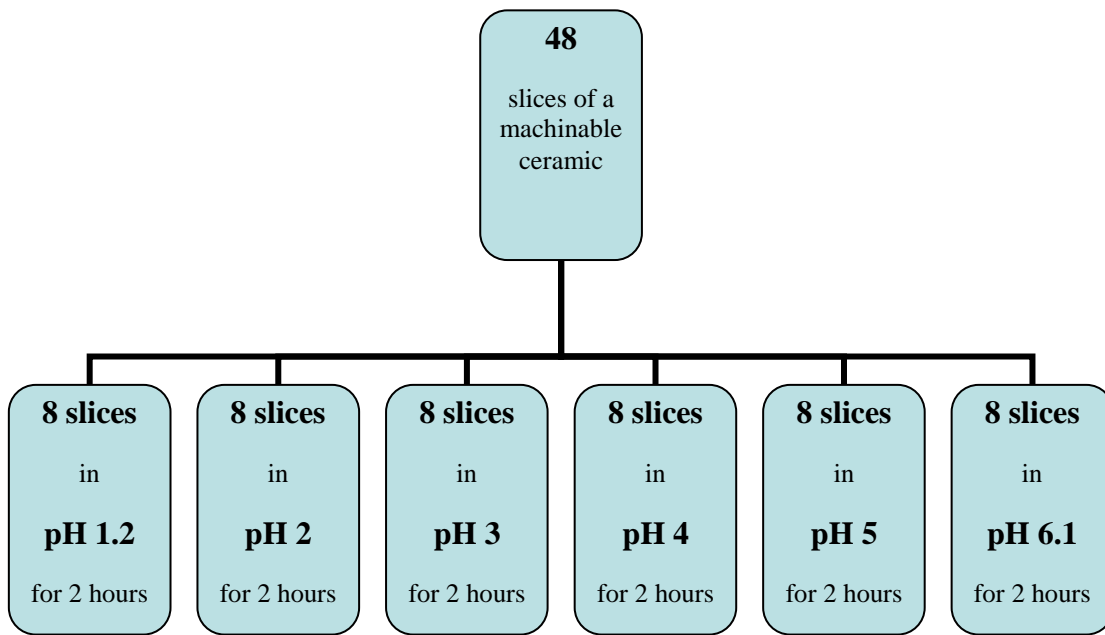 48
slices of a
machinable
ceramic
8 slices
in
pH 1.2
for 2 hours
8 slices
in
pH 2
for 2 hours
8 slices
in
pH 3
for 2 hours
8 slices
in
pH 4
for 2 hours
8 slices
in
pH 5
for 2 hours
8 slices
in
pH 6.1
for 2 hours